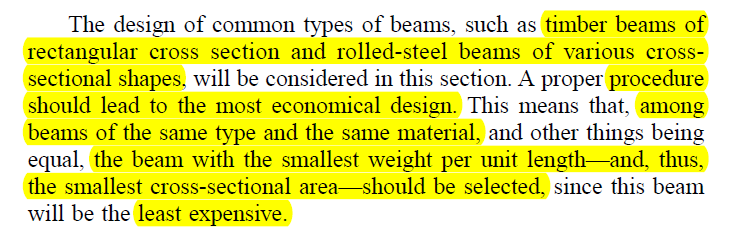 The design of common types of beams, such as timber beams of
rectangular cross section and rolled-steel beams of various cross-
sectional shapes, will be considered in this section. A proper procedure
should lead to the most economical design. This means that, among
beams of the same type and the same material, and other things being
equal, the beam with the smallest weight per unit length—and, thus,
the smallest cross-sectional area—should be selected, since this beam
will be the least expensive.